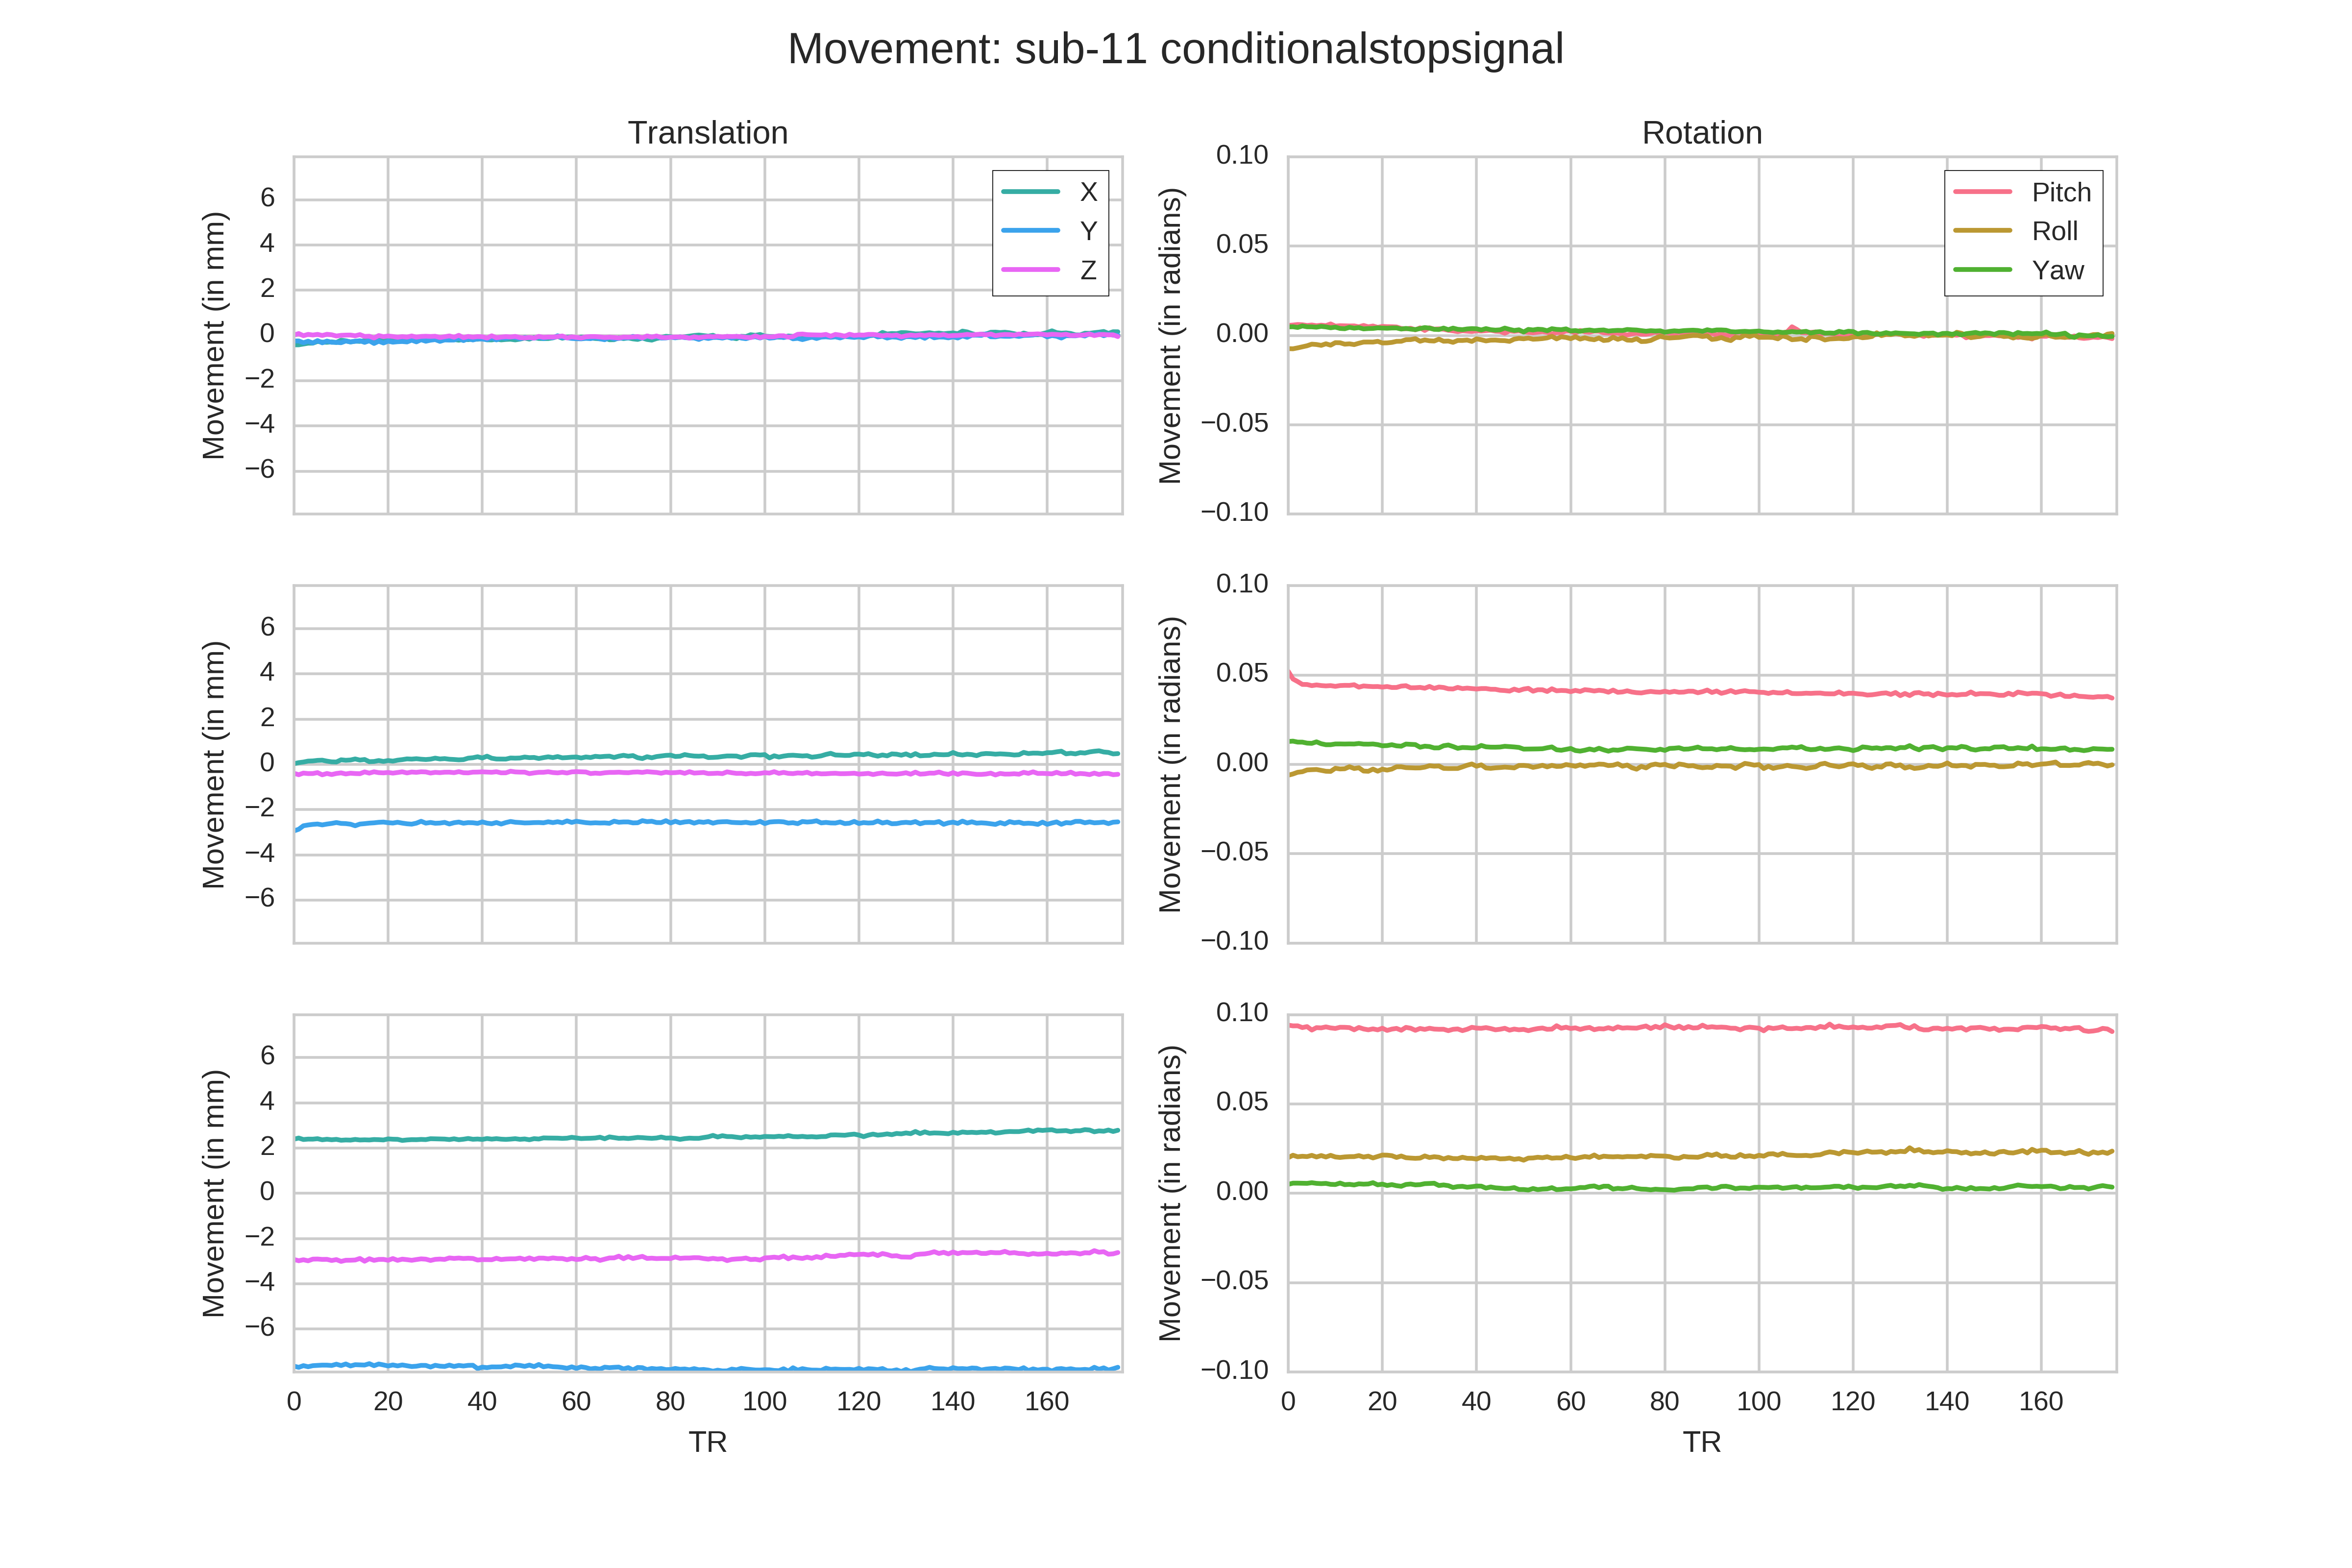 Movement: sub-11 conditionalstopsignal
Translation
Rotation
Movement (in mm)
6
4
2
0
−2
−4
−6
X
Y
Z
Movement (in radians)
0.10
0.05
0.00
−0.05
−0.10
Pitch
Roll
Yaw
Movement (in mm)
6
4
2
0
−2
−4
−6
Movement (in radians)
0.10
0.05
0.00
−0.05
−0.10
Movement (in mm)
6
4
2
0
−2
−4
−6
0 20 40 60 80 100 120 140 160
TR
Movement (in radians)
0.10
0.05
0.00
−0.05
−0.10
0 20 40 60 80 100 120 140 160
TR